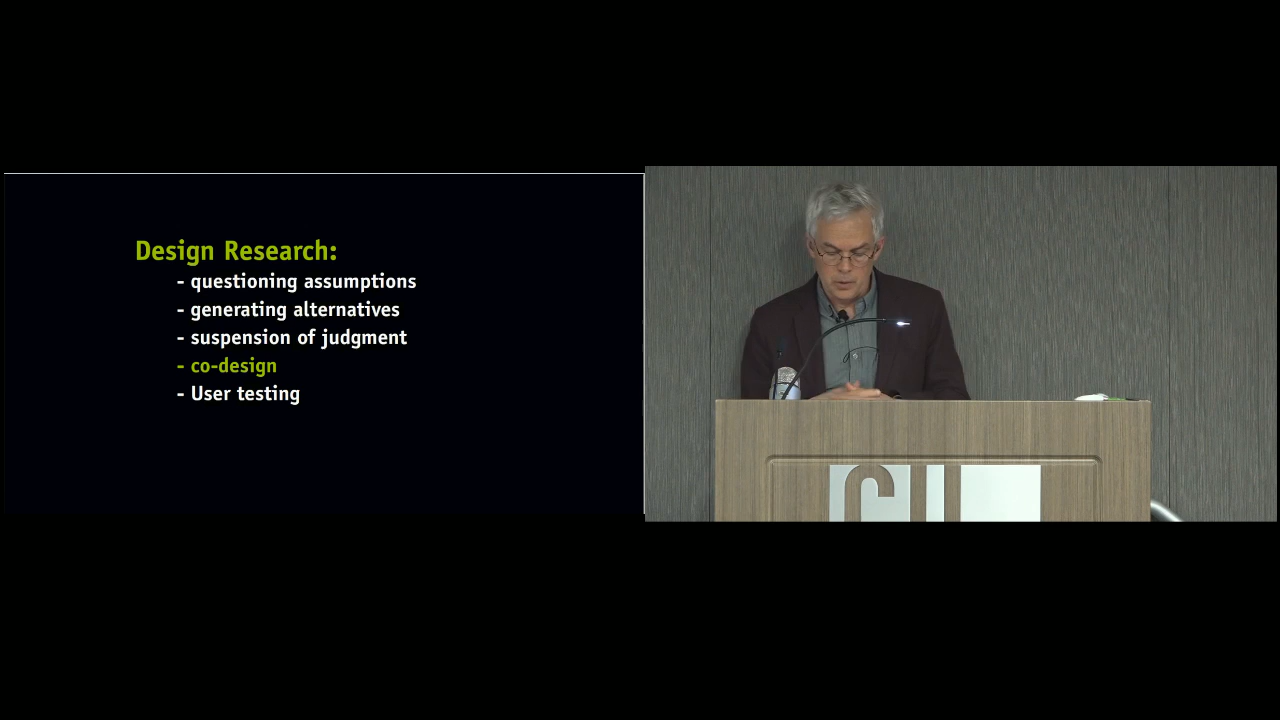 Design Research:
- questioning assumptions
- generating alternatives
- suspension of judgment
- co-design
- User testing